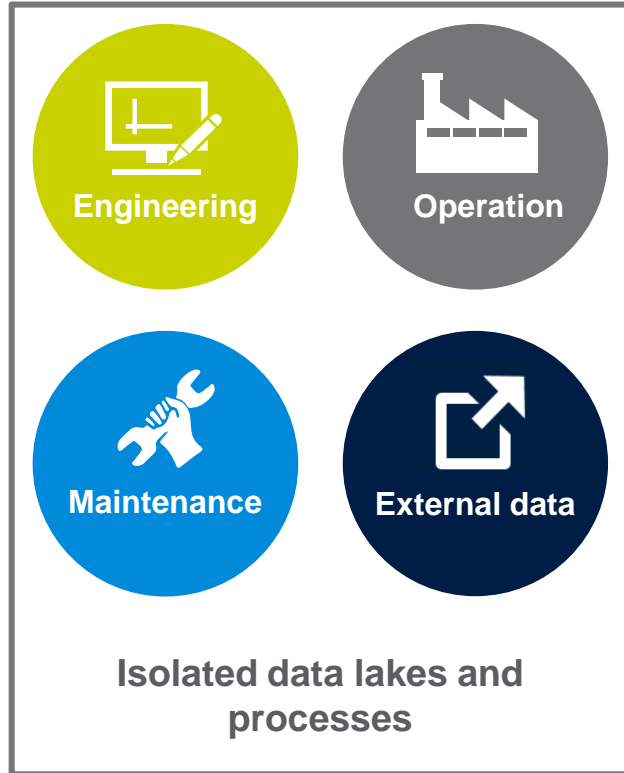 Engineering
Operation
Maintenance
External data
Isolated data lakes and
processes